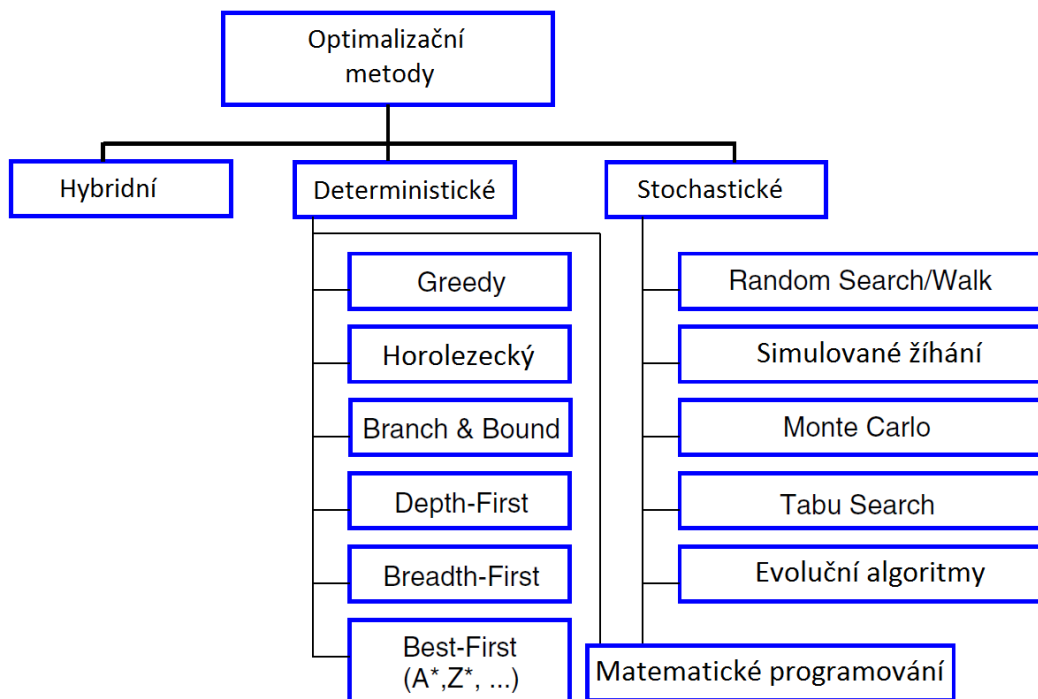 Optimalizační
metody
Hybridní
Deterministické
Stochastické
Greedy
Horolezecký
Branch & Bound
Depth-First
Breadth-First
Best-First
(A*,Z*, ...)
Random Search/Walk
Simulované žíhání
Monte Carlo
Tabu Search
Evoluční algoritmy
Matematické programování